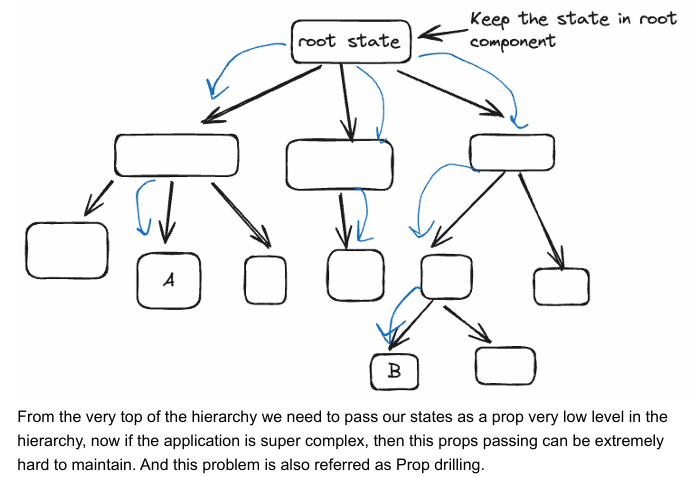 Keep the state in root
component
root state
A
B
From the very top of the hierarchy we need to pass our states as a prop very low level in the
hierarchy, now if the application is super complex, then this props passing can be extremely
hard to maintain. And this problem is also referred as Prop drilling.